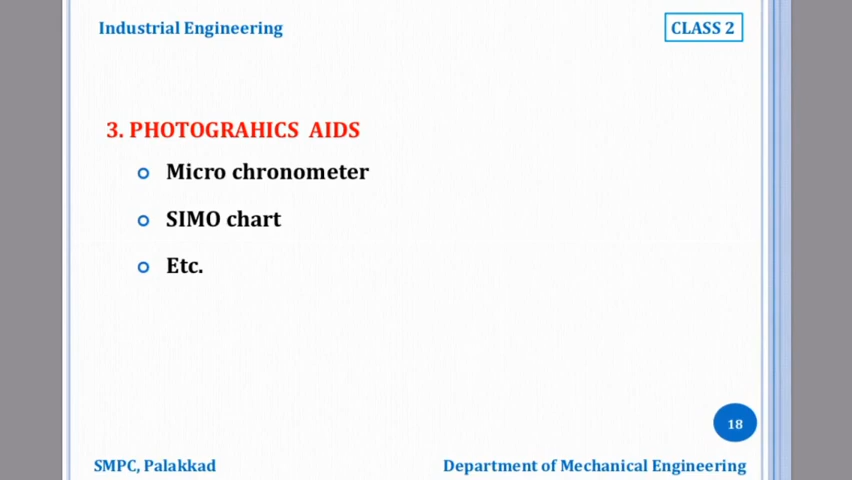 Industrial Engineering
CLASS 2
3. PHOTOGRAHICS AIDS
Micro chronometer
SIMO chart
Etc.
18
SMPC, Palakkad
Department of Mechanical Engineering